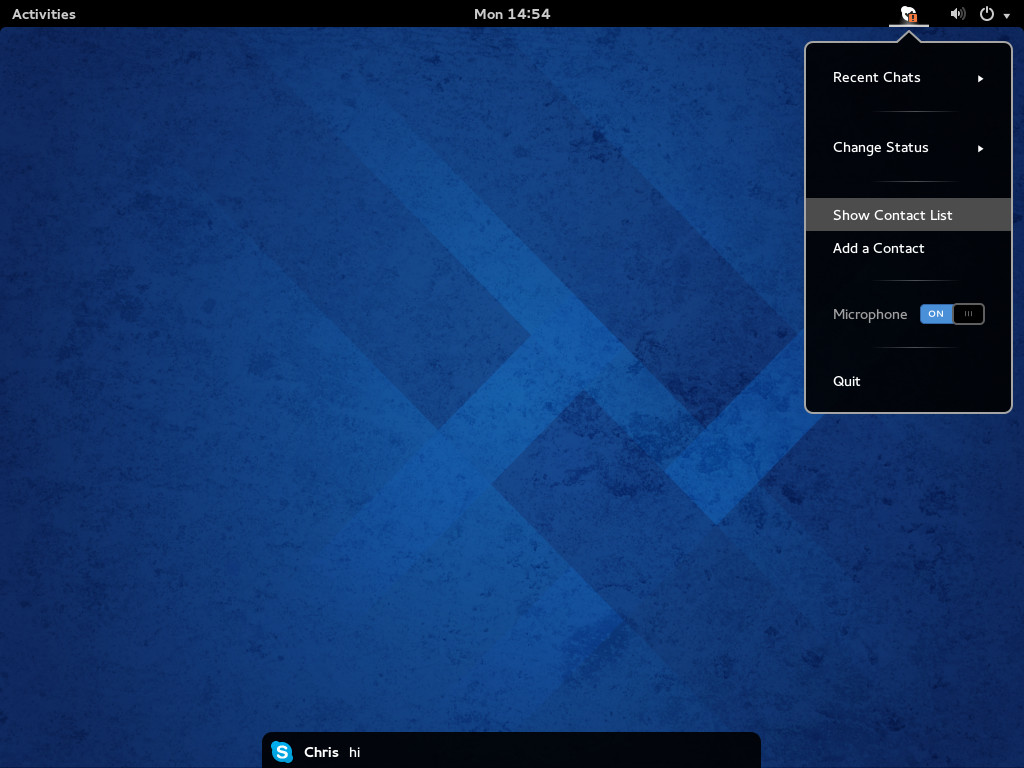 Activities Mon 14:54
Recent Chats
Change Status
Show Contact List
Add a Contact
Microphone ON
Quit
S Chris hi